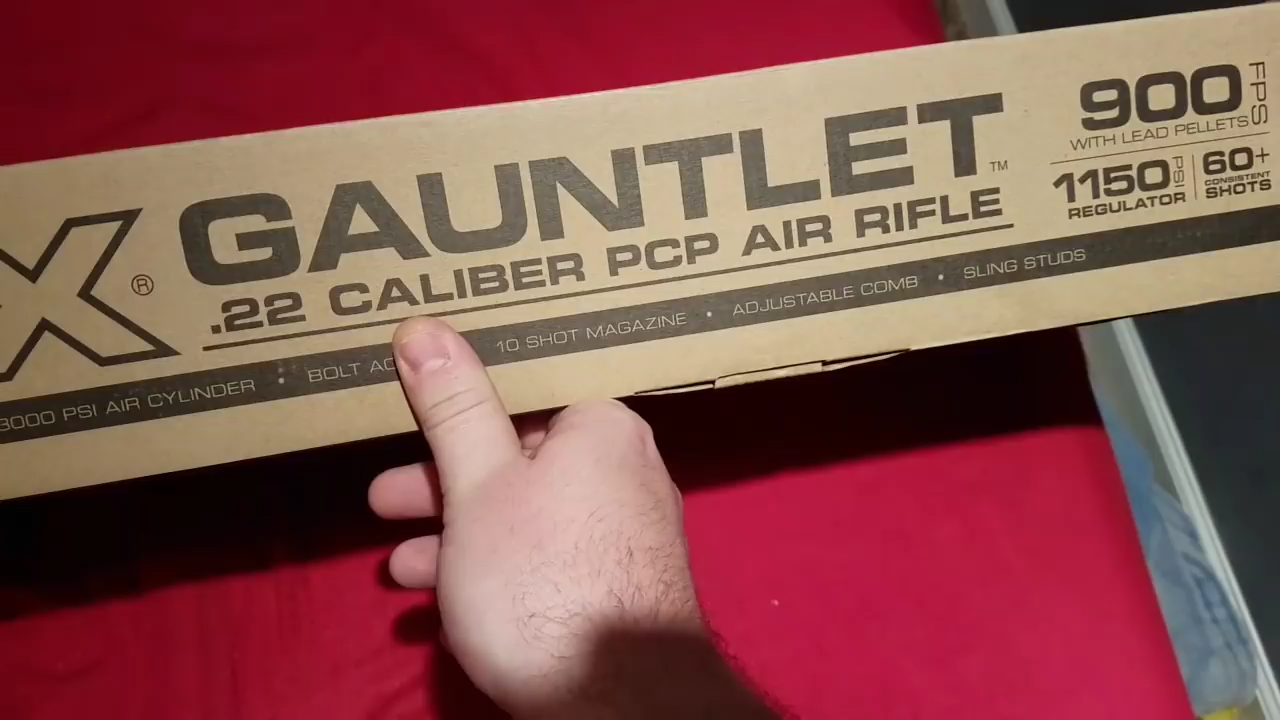 X® GAUNTLET™
.22 CALIBER PCP AIR RIFLE
900 FPS
WITH LEAD PELLETS
1150 PSI
REGULATOR
60+
CONSISTENT
SHOTS
3000 PSI AIR CYLINDER • BOLT AC 10 SHOT MAGAZINE • ADJUSTABLE COMB • SLING STUDS